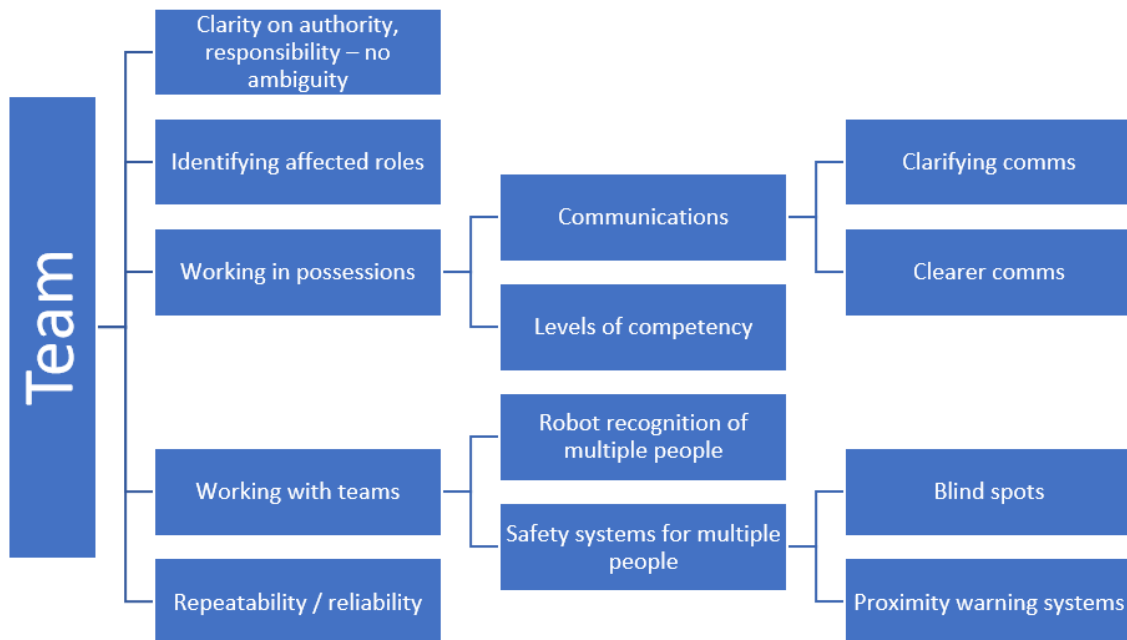 Team
Clarity on authority,
responsibility – no
ambiguity
Identifying affected roles
Working in possessions
Communications
Clarifying comms
Clearer comms
Levels of competency
Working with teams
Robot recognition of
multiple people
Safety systems for multiple
people
Blind spots
Proximity warning systems
Repeatability / reliability